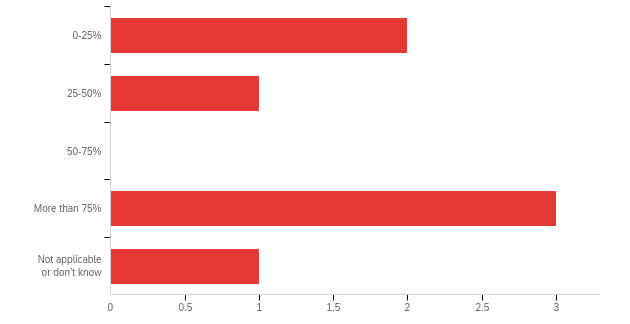 0-25%
25-50%
50-75%
More than 75%
Not applicable
or don't know
0 0.5 1 1.5 2 2.5 3